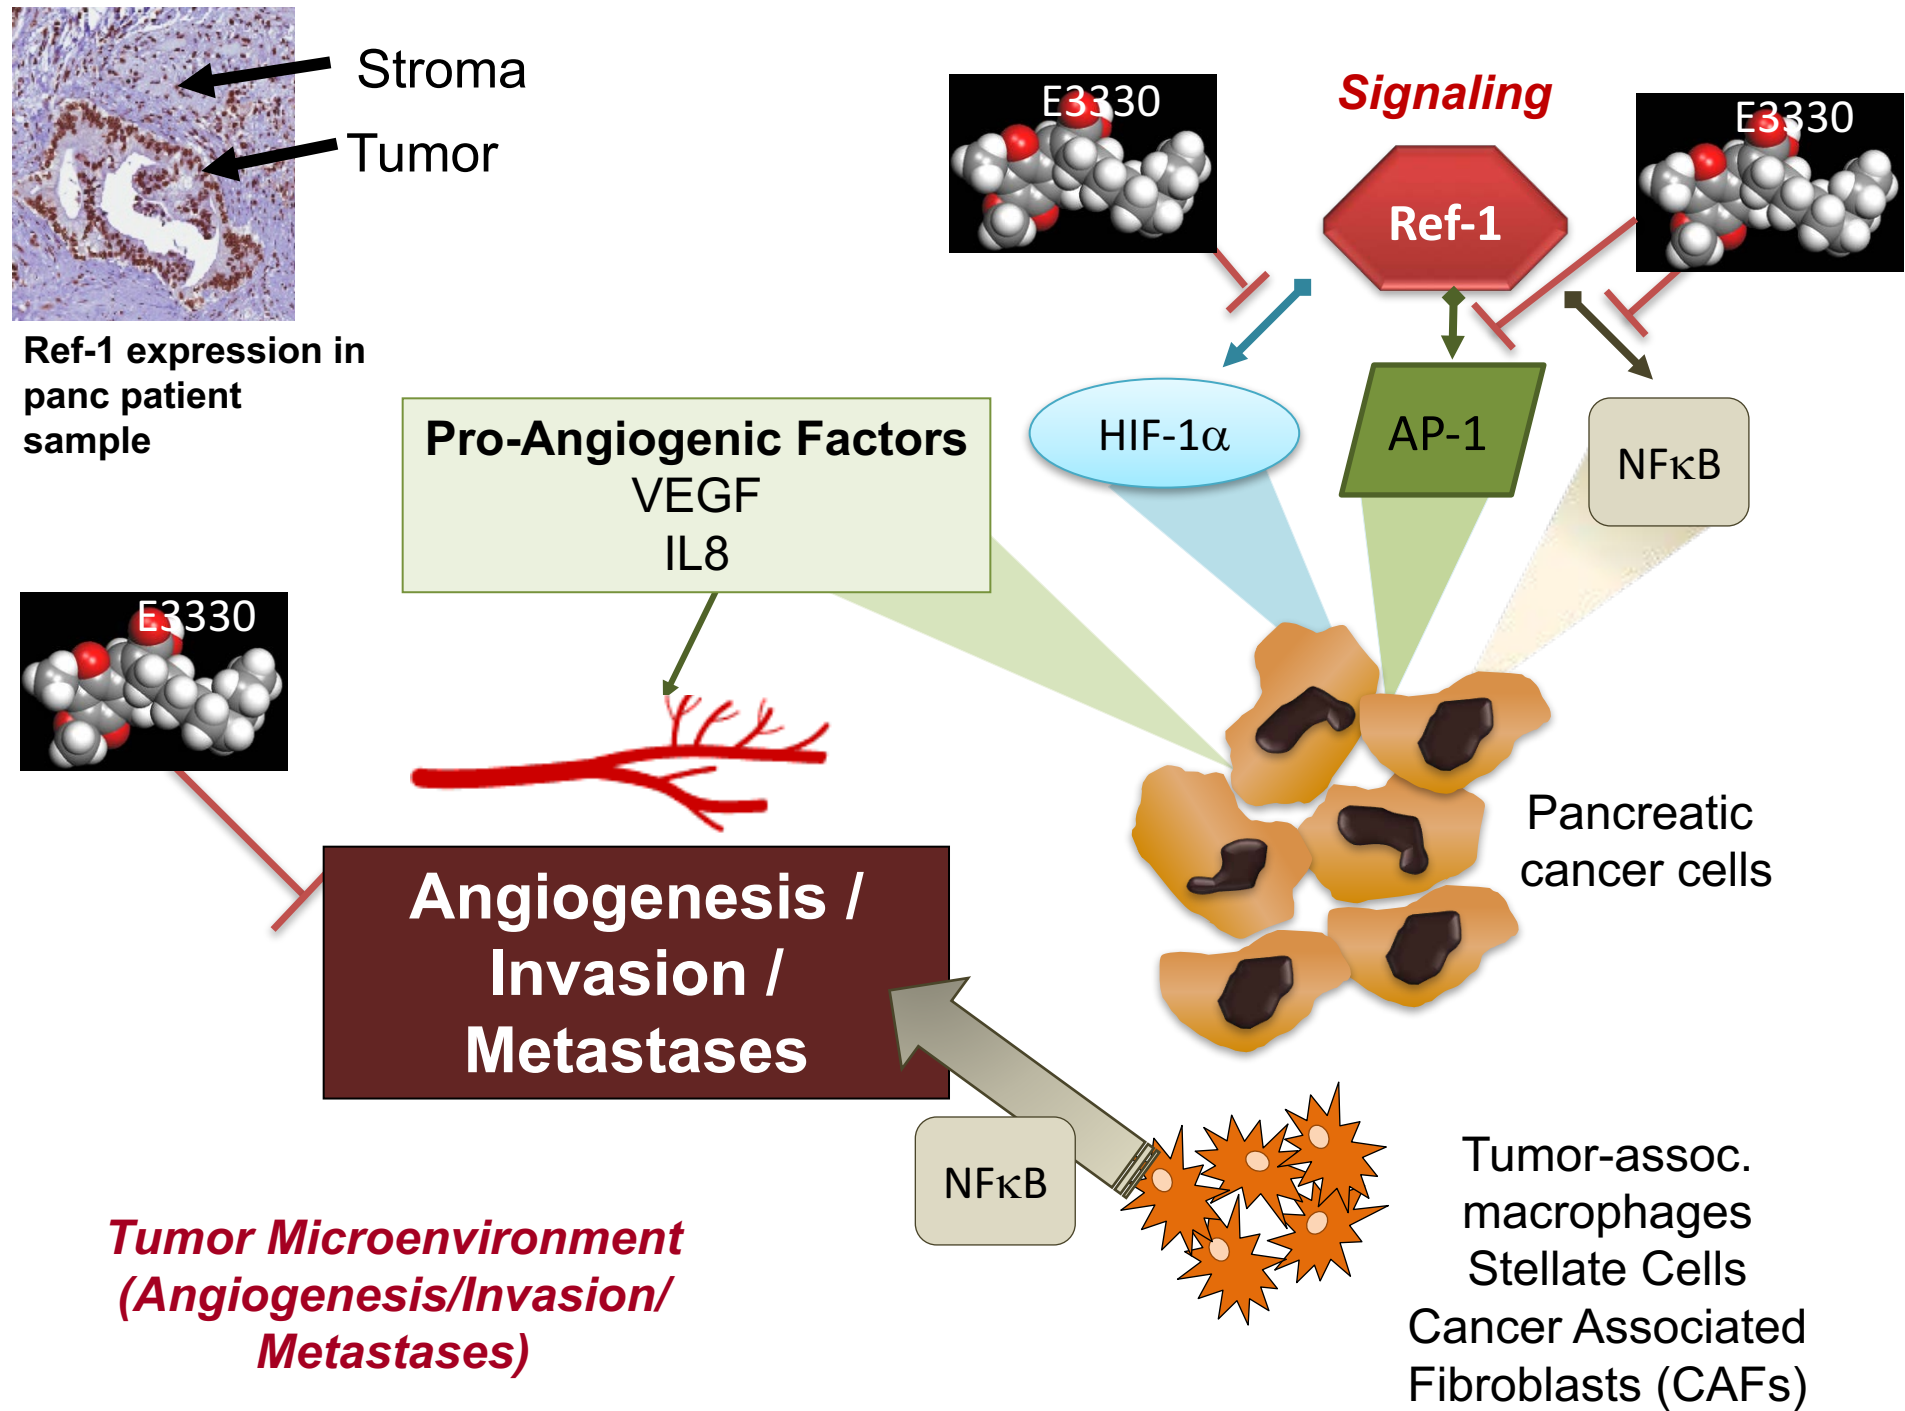 Stroma
Tumor
Ref-1 expression in
panc patient
sample
E3330
Signaling
E3330
Ref-1
HIF-1α
AP-1
NFκB
Pro-Angiogenic Factors
VEGF
IL8
E3330
Angiogenesis /
Invasion /
Metastases
Pancreatic
cancer cells
NFκB
Tumor-assoc.
macrophages
Stellate Cells
Cancer Associated
Fibroblasts (CAFs)
Tumor Microenvironment
(Angiogenesis/Invasion/
Metastases)